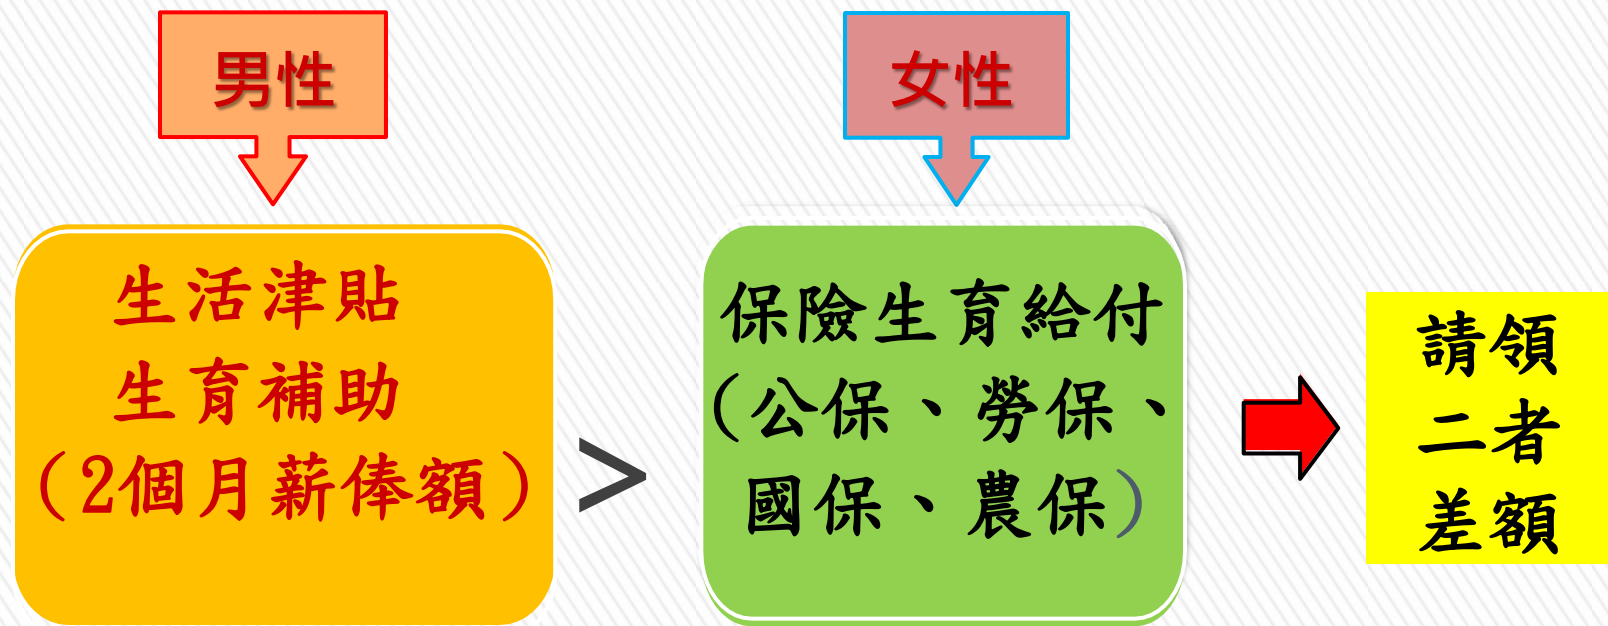 男性
生活津貼
生育補助
(2個月薪俸額)
>
女性
保險生育給付
(公保、勞保、
國保、農保)
請領
二者
差額